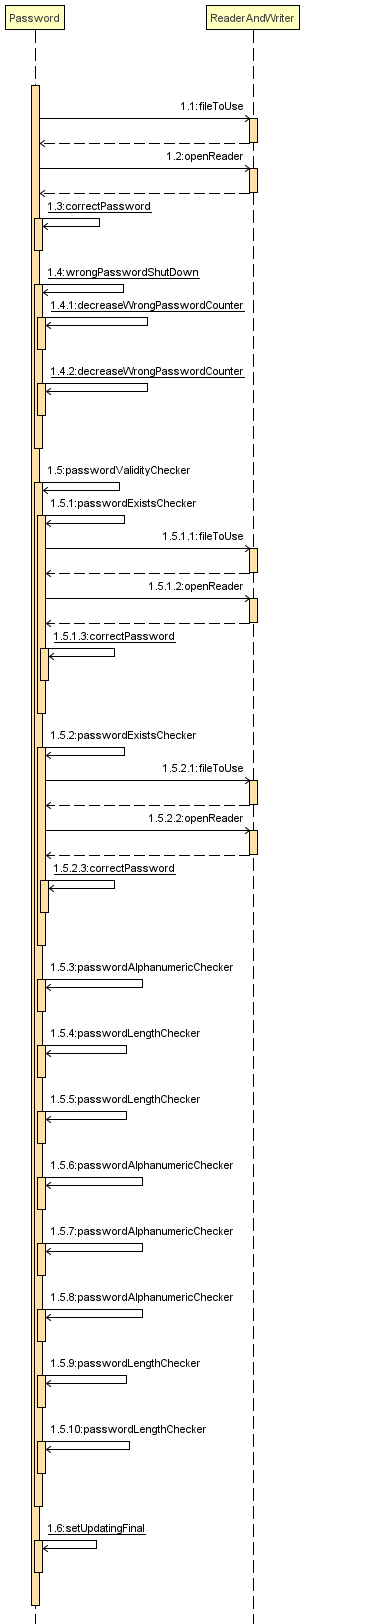 Password ReaderAndWriter
1.1:fileToUse
1.2:openReader
1.3:correctPassword
1.4:wrongPasswordShutDown
1.4.1:decreaseWrongPasswordCounter
1.4.2:decreaseWrongPasswordCounter
1.5:passwordValidityChecker
1.5.1:passwordExistsChecker
1.5.1.1:fileToUse
1.5.1.2:openReader
1.5.1.3:correctPassword
1.5.2:passwordExistsChecker
1.5.2.1:fileToUse
1.5.2.2:openReader
1.5.2.3:correctPassword
1.5.3:passwordAlphanumericChecker
1.5.4:passwordLengthChecker
1.5.5:passwordLengthChecker
1.5.6:passwordAlphanumericChecker
1.5.7:passwordAlphanumericChecker
1.5.8:passwordAlphanumericChecker
1.5.9:passwordLengthChecker
1.5.10:passwordLengthChecker
1.6:setUpdatingFinal